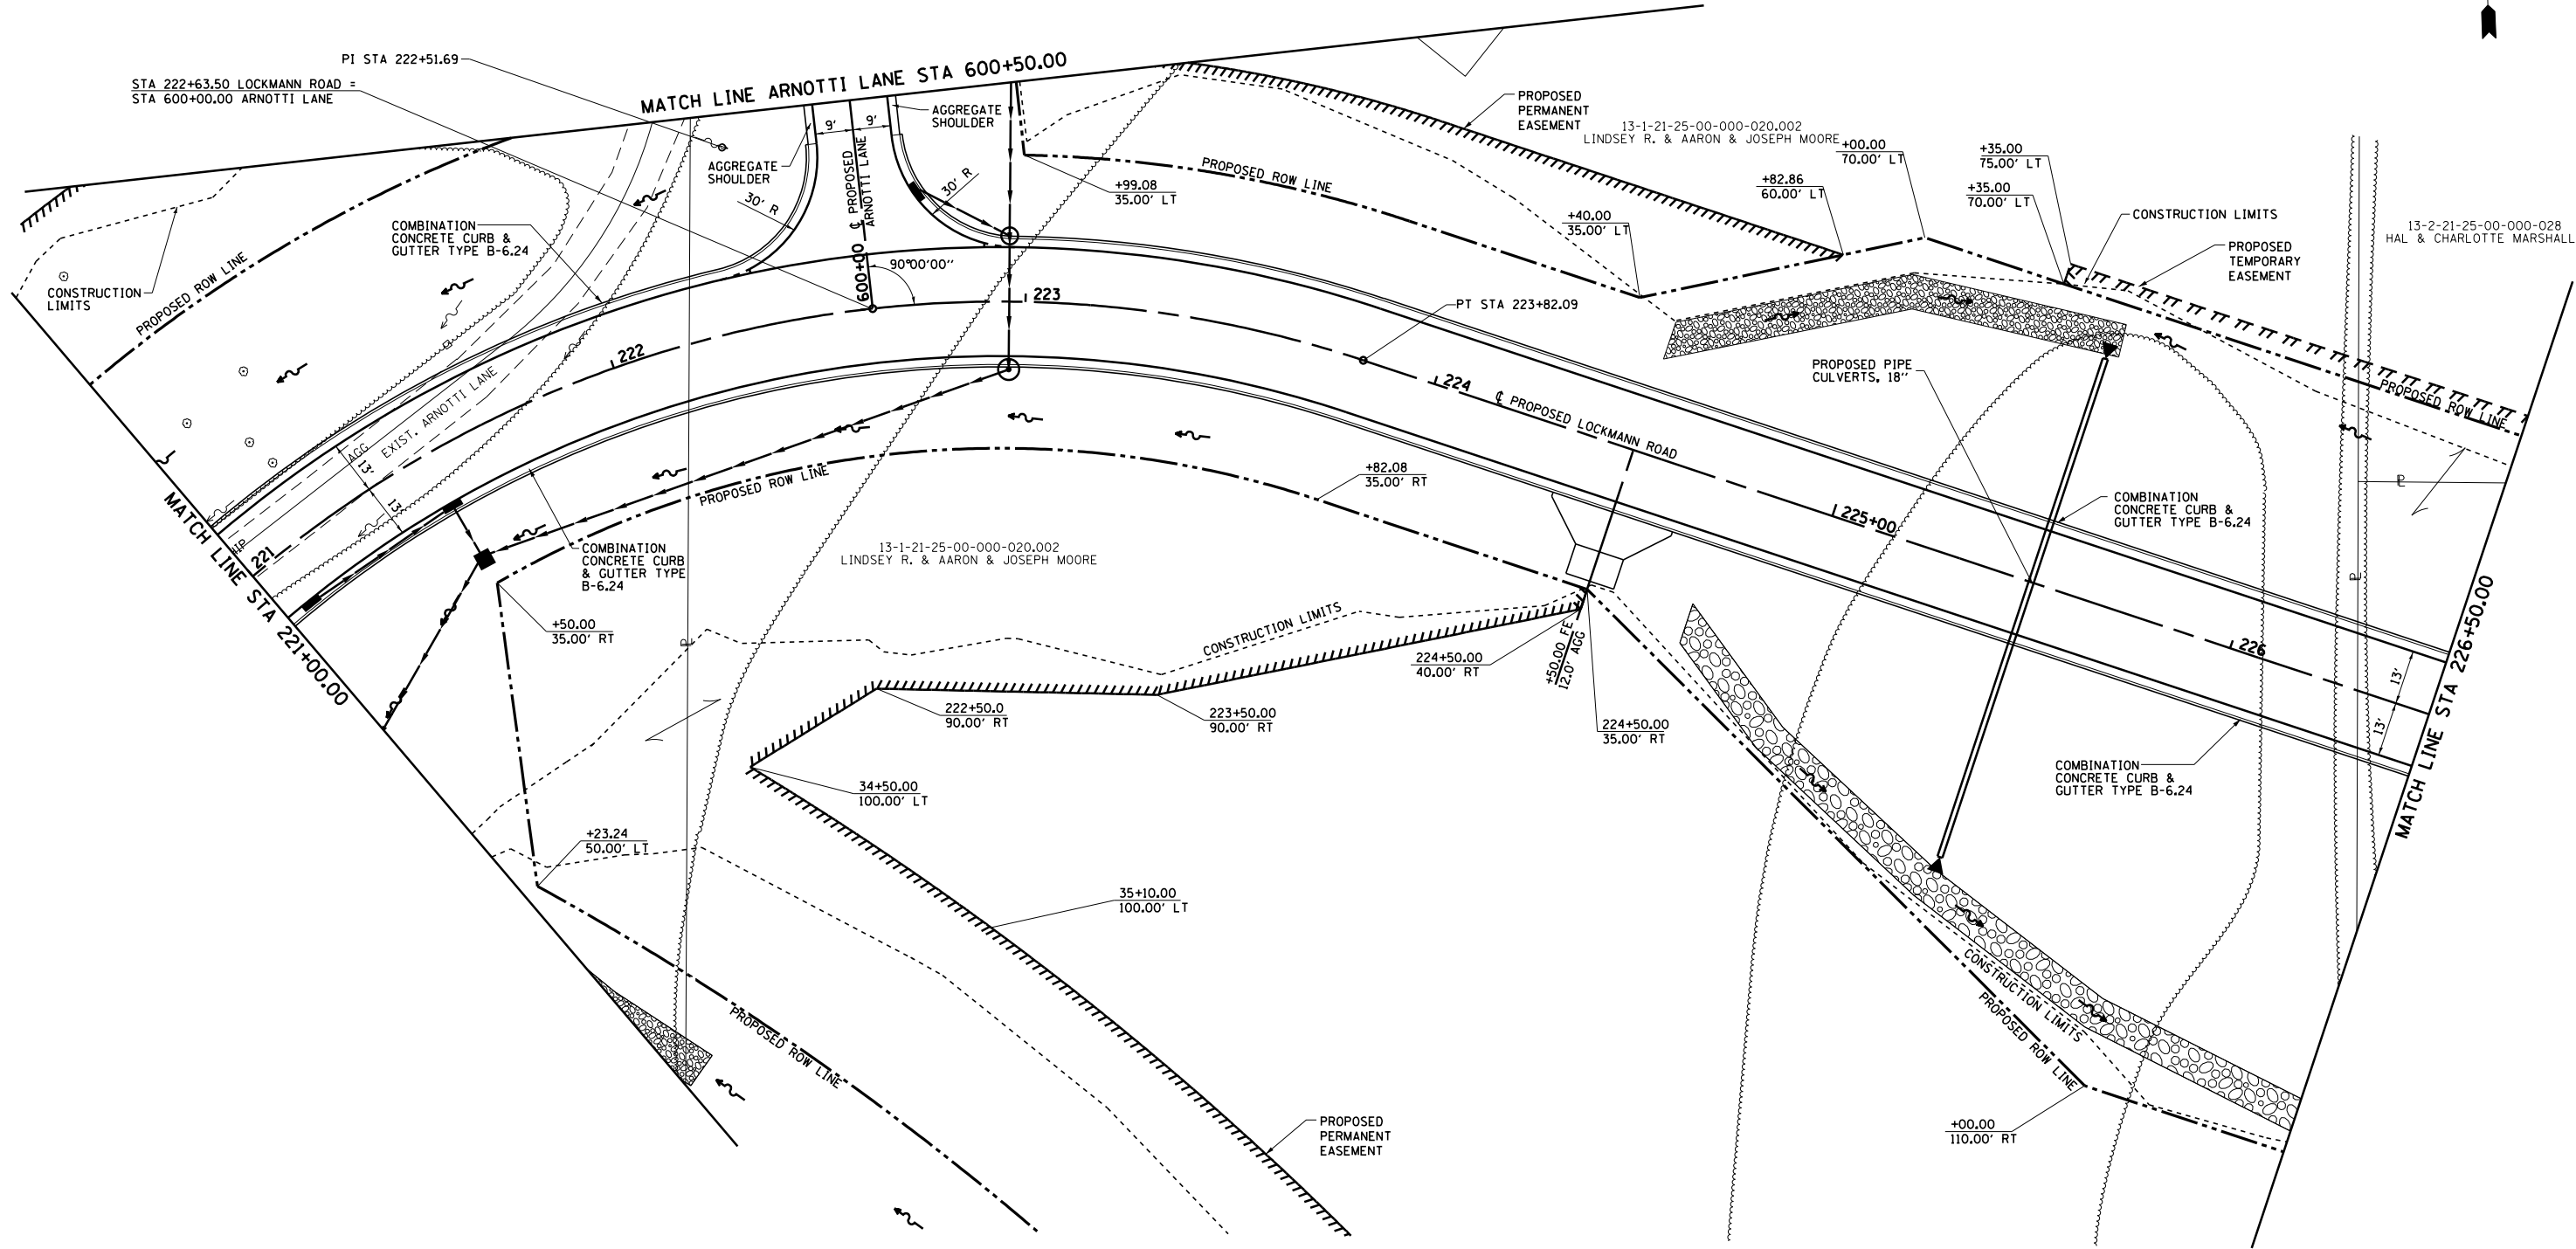 PI STA 222+51.69
STA 222+63.50 LOCKMANN ROAD =
STA 600+00.00 ARNOTTI LANE
MATCH LINE ARNOTTI LANE STA 600+50.00
AGGREGATE
SHOULDER
9'
9'
AGGREGATE
SHOULDER
℄ PROPOSED
ARNOTTI LANE
30' R
30' R
600+00
90°00'00"
PROPOSED
PERMANENT
EASEMENT
13-1-21-25-00-000-020.002
LINDSEY R. & AARON & JOSEPH MOORE
+00.00
70.00' LT
+35.00
75.00' LT
+35.00
70.00' LT
+82.86
60.00' LT
+40.00
35.00' LT
+99.08
35.00' LT
PROPOSED ROW LINE
CONSTRUCTION LIMITS
PROPOSED
TEMPORARY
EASEMENT
13-2-21-25-00-000-028
HAL & CHARLOTTE MARSHALL
COMBINATION
CONCRETE CURB &
GUTTER TYPE B-6.24
CONSTRUCTION
LIMITS
PROPOSED ROW LINE
223
222
PT STA 223+82.09
224
℄ PROPOSED LOCKMANN ROAD
PROPOSED PIPE
CULVERTS, 18"
PROPOSED ROW LINE
AGG
EXIST. ARNOTTI LANE
13'
13'
221
MATCH LINE STA 221+00.00
PROPOSED ROW LINE
+82.08
35.00' RT
225+00
COMBINATION
CONCRETE CURB &
GUTTER TYPE B-6.24
℄
COMBINATION
CONCRETE CURB
& GUTTER TYPE
B-6.24
13-1-21-25-00-000-020.002
LINDSEY R. & AARON & JOSEPH MOORE
+50.00
35.00' RT
CONSTRUCTION LIMITS
224+50.00
40.00' RT
+50.00 FE
12.0' AGG
224+50.00
35.00' RT
222+50.0
90.00' RT
223+50.00
90.00' RT
226
13'
13'
MATCH LINE STA 226+50.00
COMBINATION
CONCRETE CURB &
GUTTER TYPE B-6.24
34+50.00
100.00' LT
+23.24
50.00' LT
35+10.00
100.00' LT
PROPOSED ROW LINE
CONSTRUCTION LIMITS
PROPOSED ROW LINE
PROPOSED
PERMANENT
EASEMENT
+00.00
110.00' RT